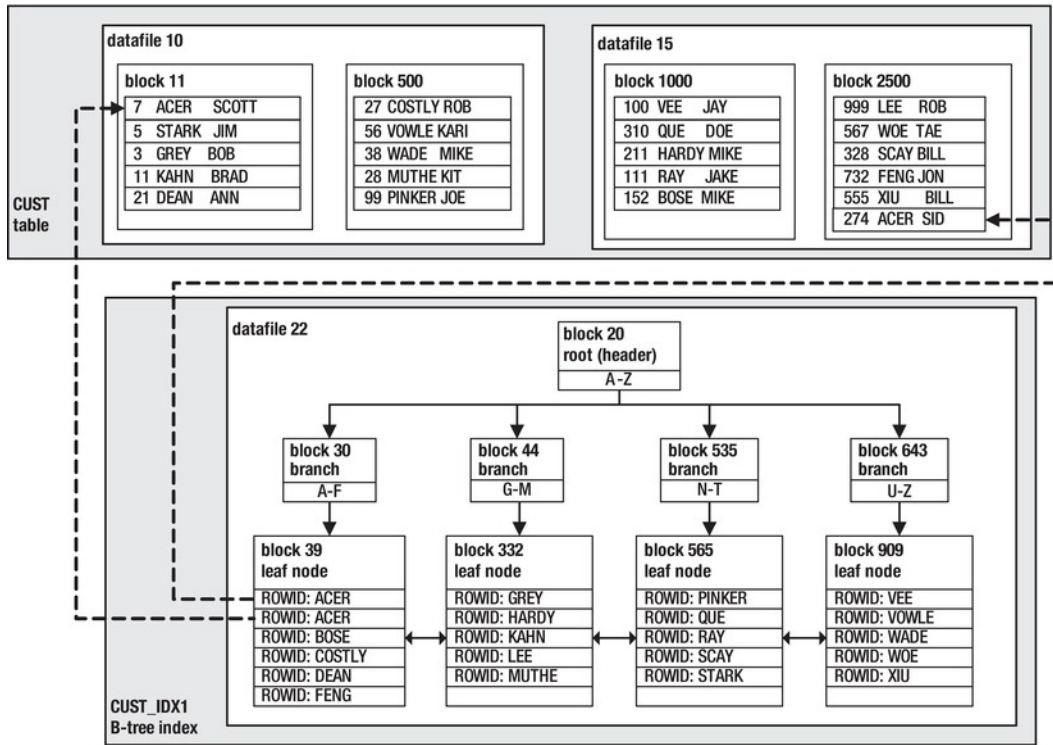 datafile 10
block 11
7 ACER SCOTT
5 STARK JIM
3 GREY BOB
11 KAHN BRAD
21 DEAN ANN
block 500
27 COSTLY ROB
56 VOWLE KARI
38 WADE MIKE
28 MUTHE KIT
99 PINKER JOE
datafile 15
block 1000
100 VEE JAY
310 QUE DOE
211 HARDY MIKE
111 RAY JAKE
152 BOSE MIKE
block 2500
999 LEE ROB
567 WOE TAE
328 SCAY BILL
732 FENG JON
555 XIU BILL
274 ACER SID
CUST
table
datafile 22
block 20
root (header)
A-Z
block 30
branch
A-F
block 44
branch
G-M
block 535
branch
N-T
block 643
branch
U-Z
block 39
leaf node
ROWID: ACER
ROWID: ACER
ROWID: BOSE
ROWID: COSTLY
ROWID: DEAN
ROWID: FENG
block 332
leaf node
ROWID: GREY
ROWID: HARDY
ROWID: KAHN
ROWID: LEE
ROWID: MUTHE
block 565
leaf node
ROWID: PINKER
ROWID: QUE
ROWID: RAY
ROWID: SCAY
ROWID: STARK
block 909
leaf node
ROWID: VEE
ROWID: VOWLE
ROWID: WADE
ROWID: WOE
ROWID: XIU
CUST_IDX1
B-tree index